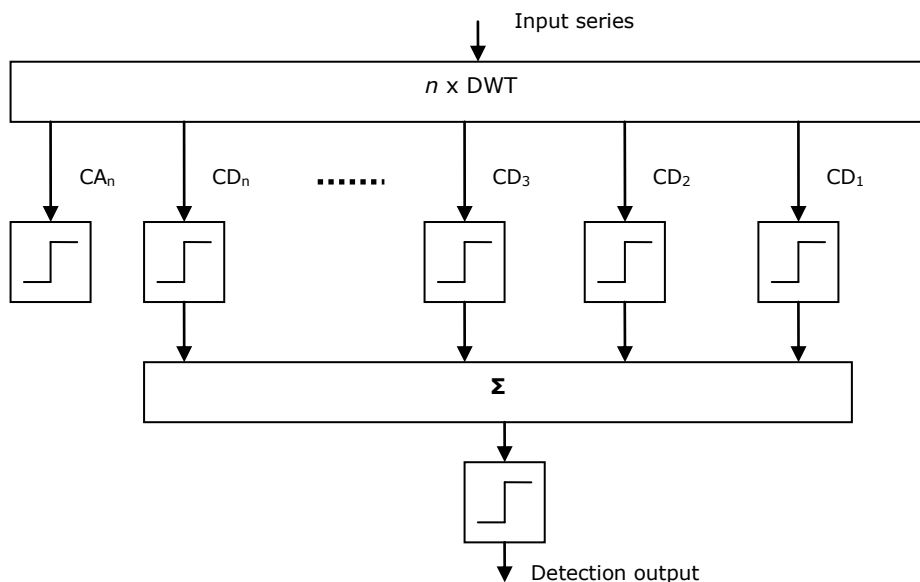 Input series
n x DWT
CAₙ CDₙ ........ CD₃ CD₂ CD₁
Σ
Detection output